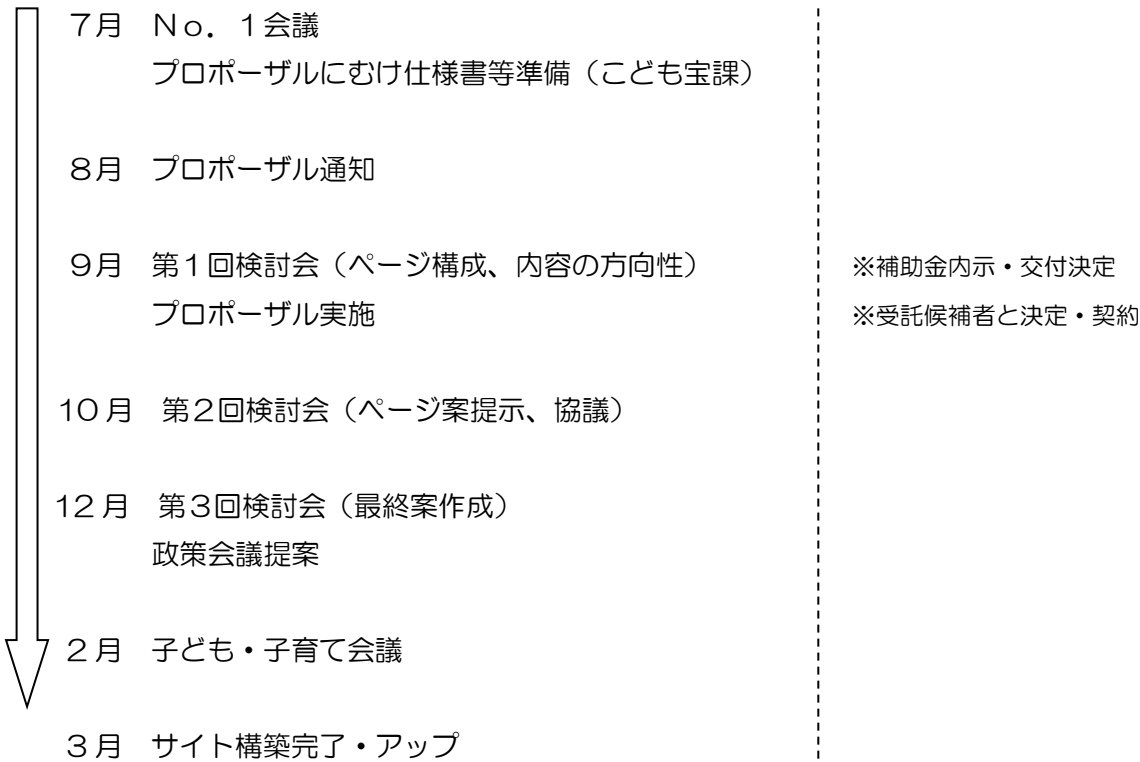 ７月　Ｎｏ．１会議
プロポーザルにむけ仕様書等準備（こども宝課）
８月　プロポーザル通知
９月　第１回検討会（ページ構成、内容の方向性）　※補助金内示・交付決定
プロポーザル実施　※受託候補者と決定・契約
10月　第２回検討会（ページ案提示、協議）
12月　第３回検討会（最終案作成）
政策会議提案
２月　子ども・子育て会議
３月　サイト構築完了・アップ